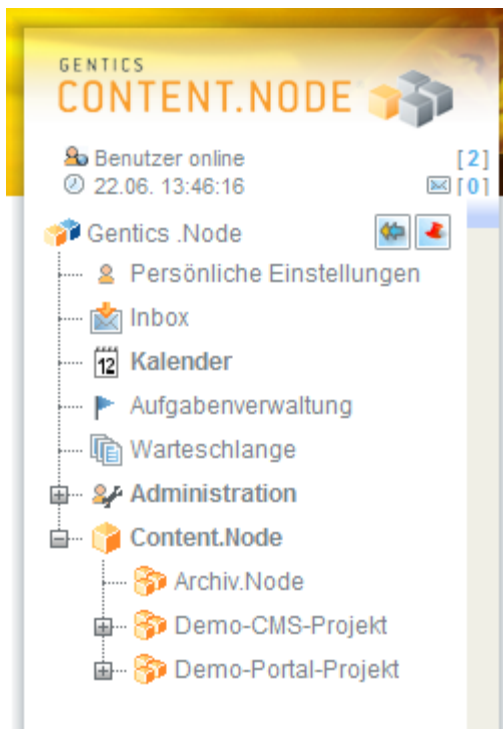 GENTICS
CONTENT.NODE
Benutzer online [2]
22.06. 13:46:16 [0]
Gentics .Node
Persönliche Einstellungen
Inbox
12 Kalender
Aufgabenverwaltung
Warteschlange
Administration
Content.Node
Archiv.Node
Demo-CMS-Projekt
Demo-Portal-Projekt